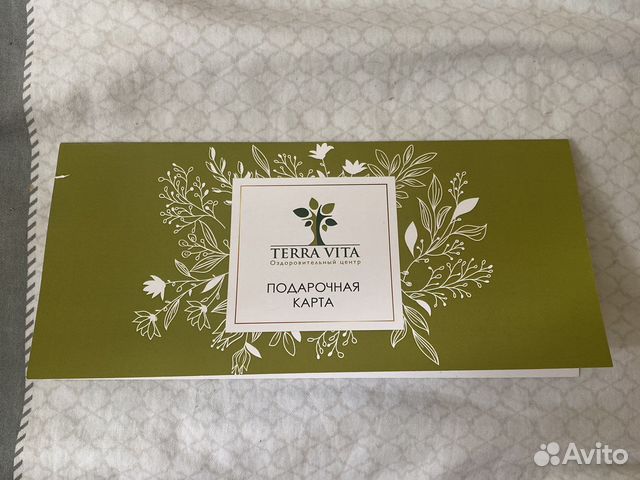 TERRA VITA
Оздоровительный центр
ПОДАРОЧНАЯ
КАРТА
Avito